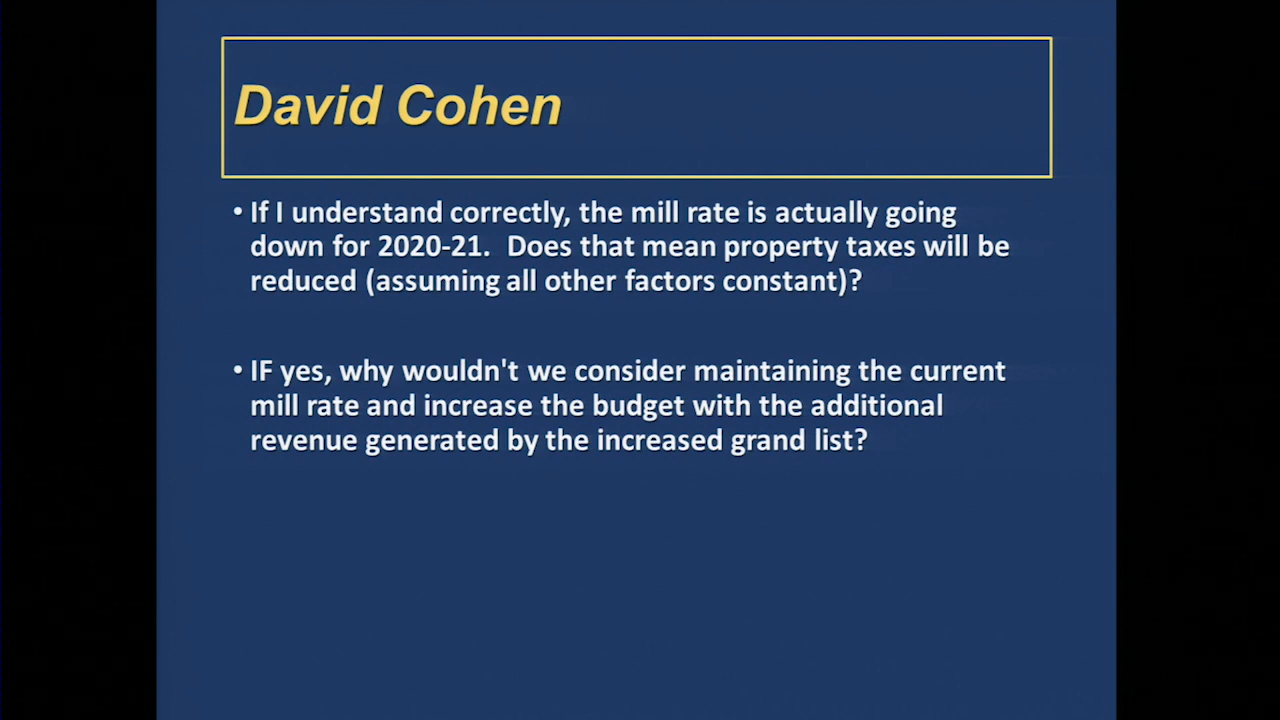 David Cohen
• If I understand correctly, the mill rate is actually going
down for 2020-21.  Does that mean property taxes will be
reduced (assuming all other factors constant)?
• IF yes, why wouldn't we consider maintaining the current
mill rate and increase the budget with the additional
revenue generated by the increased grand list?